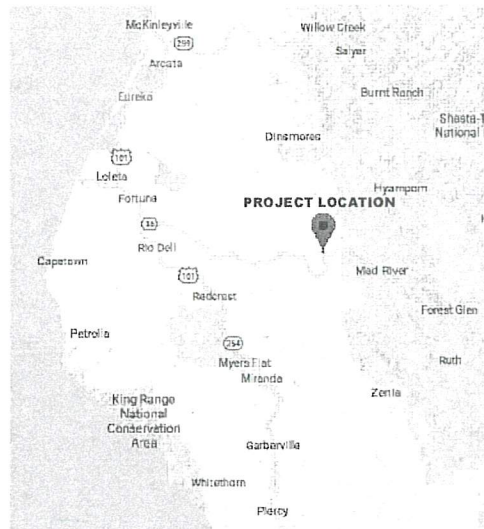 McKinleyville
Willow Creek
Salyer
Arcata
Burnt Ranch
Eureka
Shasta-T
National
Dinsmores
101
Loleta
Hyampom
Fortuna
PROJECT LOCATION
36
Rio Dell
Capetown
Mad River
101
Redcrest
Forest Glen
Petrolia
254
Myers Flat
Ruth
Miranda
Zenia
King Range
National
Conservation
Area
Garberville
Whitethorn
Piercy